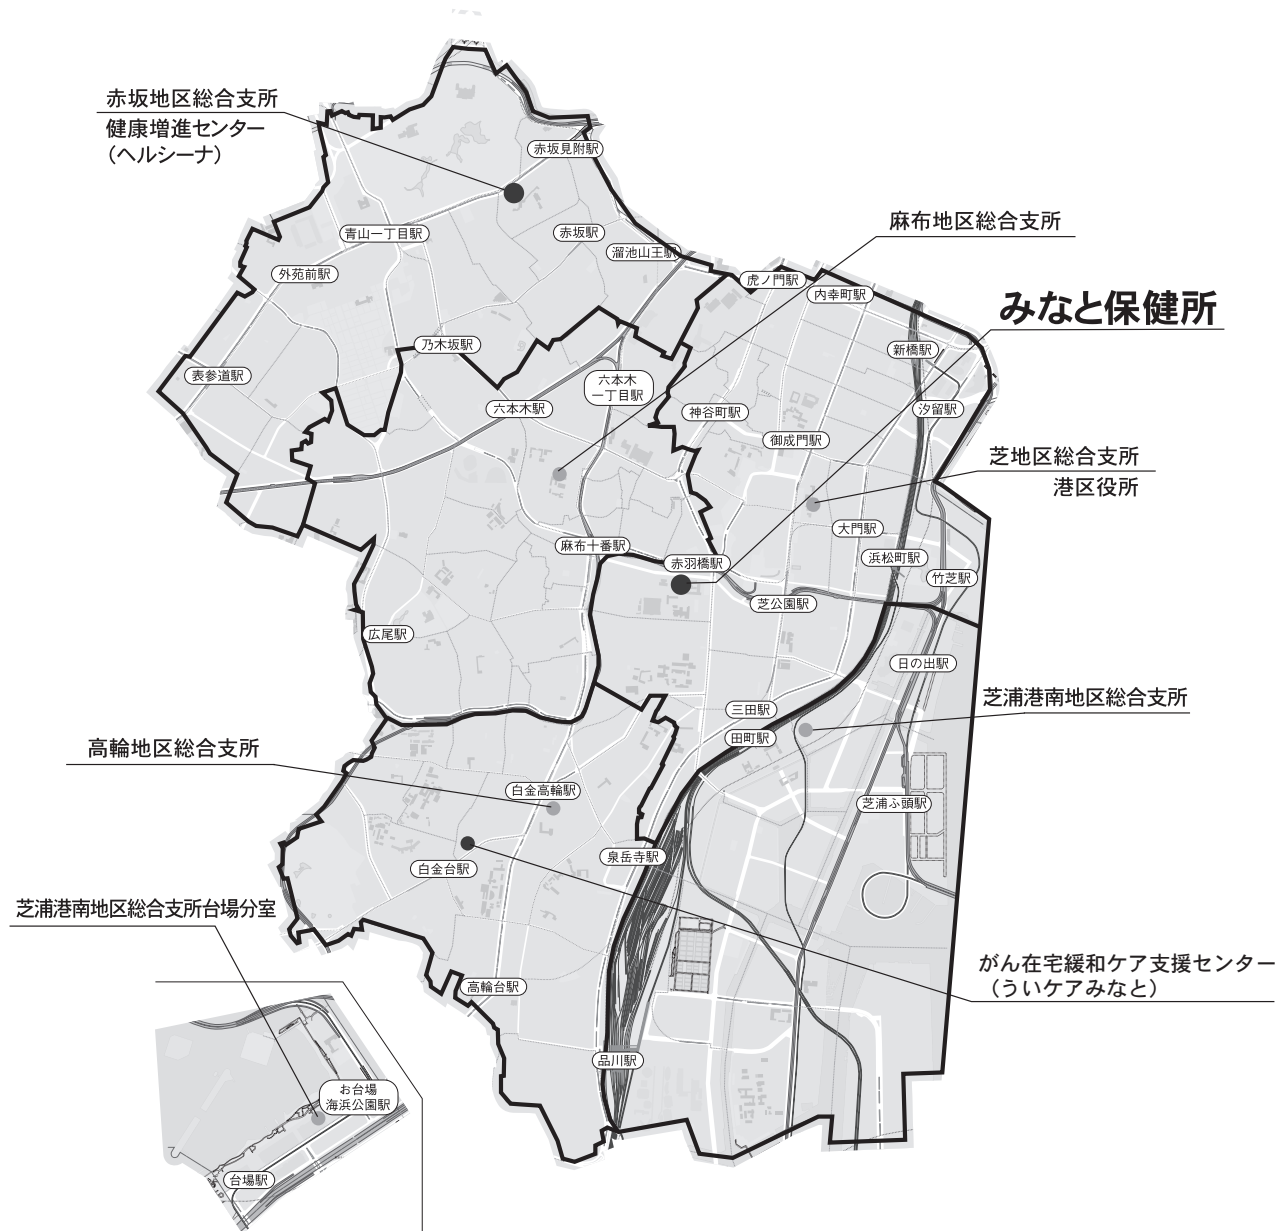 赤坂地区総合支所
健康増進センター
（ヘルシーナ）
赤坂見附駅
麻布地区総合支所
青山一丁目駅
赤坂駅
溜池山王駅
外苑前駅
虎ノ門駅
内幸町駅
みなと保健所
乃木坂駅
新橋駅
表参道駅
六本木
一丁目駅
六本木駅
神谷町駅
汐留駅
御成門駅
芝地区総合支所
港区役所
大門駅
麻布十番駅
赤羽橋駅
浜松町駅
竹芝駅
芝公園駅
広尾駅
日の出駅
芝浦港南地区総合支所
三田駅
田町駅
高輪地区総合支所
白金高輪駅
芝浦ふ頭駅
泉岳寺駅
白金台駅
芝浦港南地区総合支所台場分室
がん在宅緩和ケア支援センター
（ういケアみなと）
高輪台駅
品川駅
お台場
海浜公園駅
台場駅